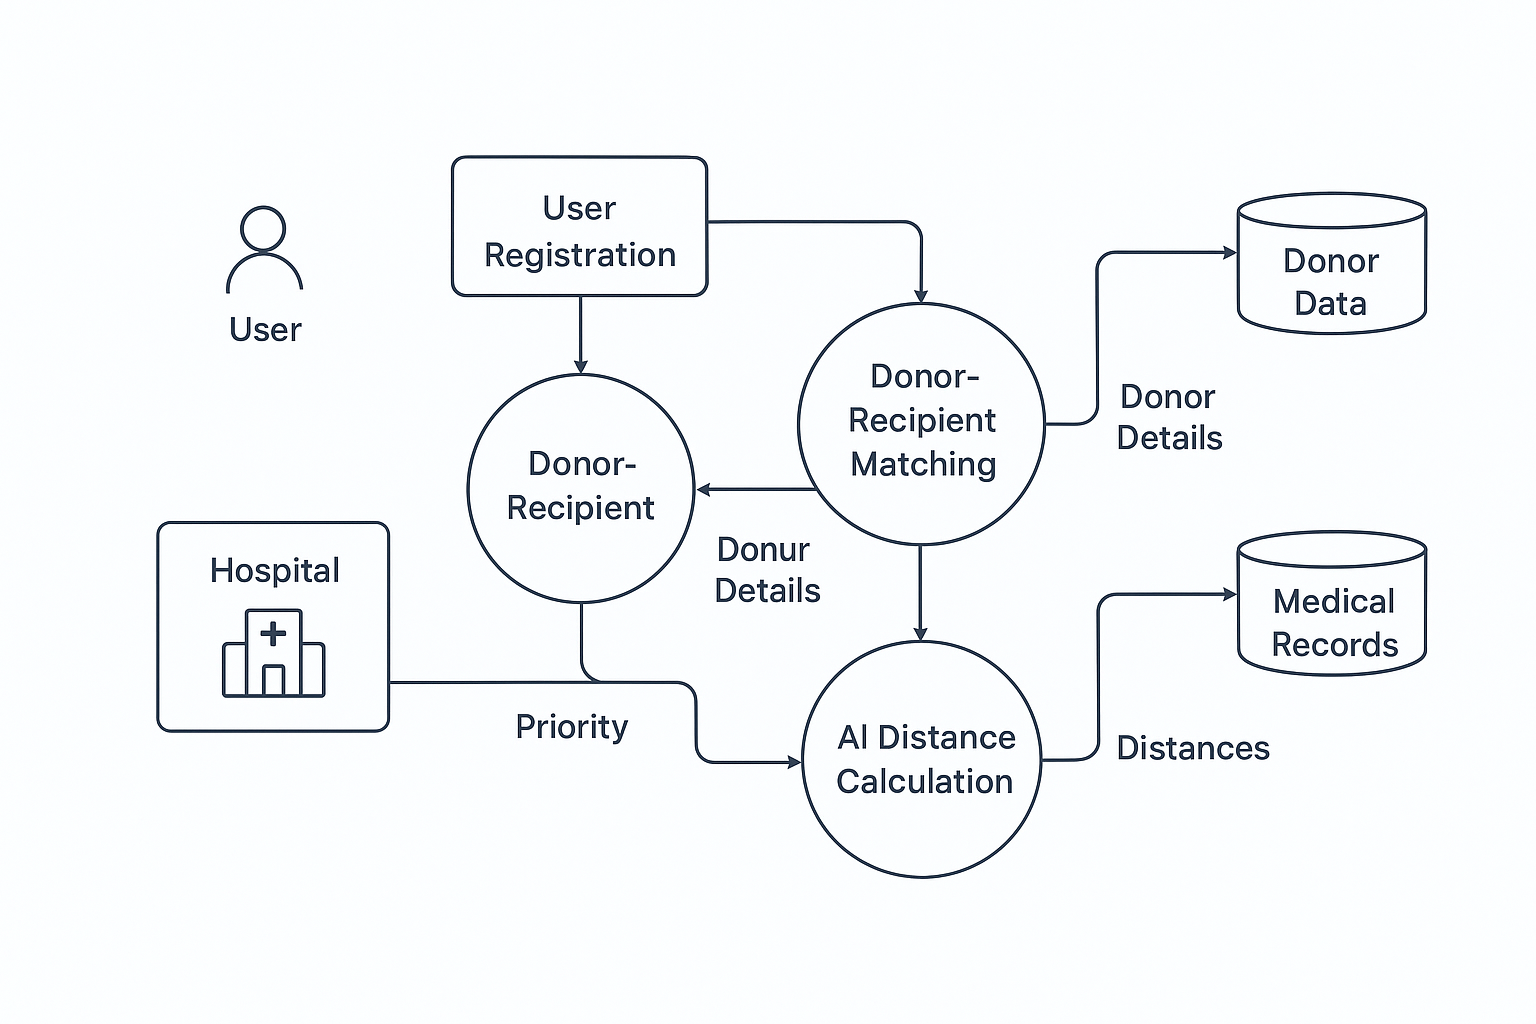 User
Registration
User
Donor-
Recipient
Matching
Donor
Data
Donor
Details
Donor-
Recipient
Donur
Details
Hospital
Medical
Records
Priority
AI Distance
Calculation
Distances